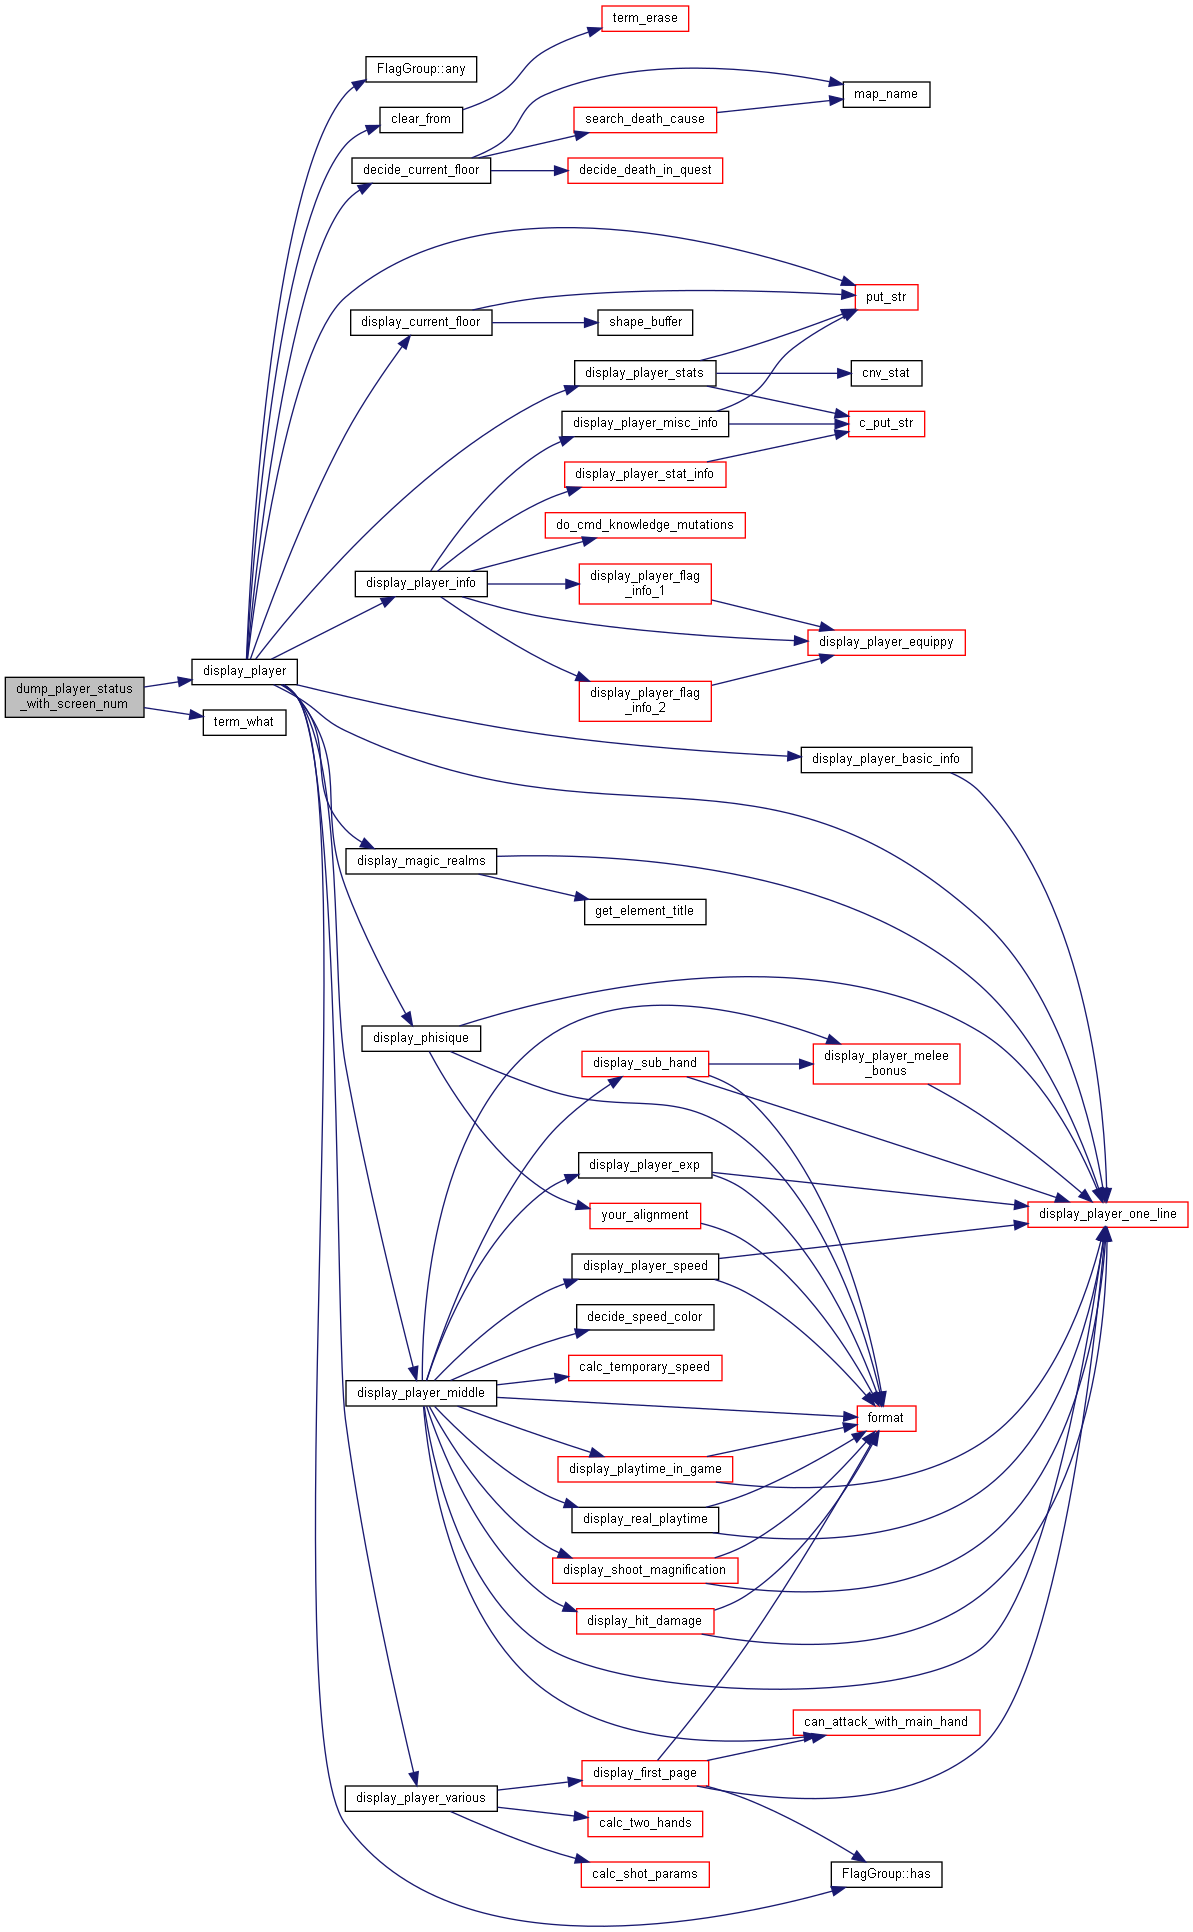 term_erase
FlagGroup::any
map_name
clear_from
search_death_cause
decide_current_floor
decide_death_in_quest
put_str
display_current_floor
shape_buffer
display_player_stats
cnv_stat
display_player_misc_info
c_put_str
display_player_stat_info
do_cmd_knowledge_mutations
display_player_info
display_player_flag
_info_1
display_player_equippy
display_player
dump_player_status
_with_screen_num
display_player_flag
_info_2
term_what
display_player_basic_info
display_magic_realms
get_element_title
display_phisique
display_sub_hand
display_player_melee
_bonus
display_player_exp
your_alignment
display_player_one_line
display_player_speed
decide_speed_color
calc_temporary_speed
display_player_middle
format
display_playtime_in_game
display_real_playtime
display_shoot_magnification
display_hit_damage
can_attack_with_main_hand
display_first_page
display_player_various
calc_two_hands
calc_shot_params
FlagGroup::has